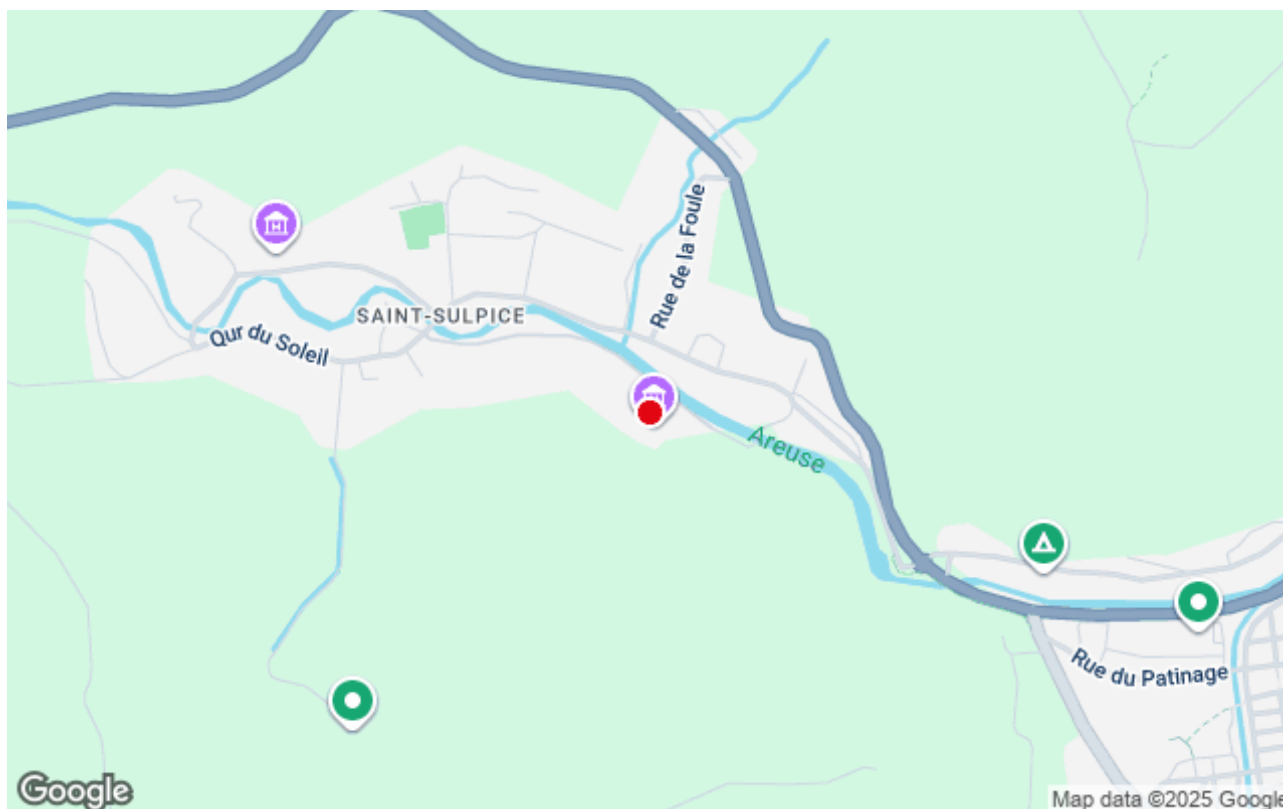 Rue de la Foule
SAINT-SULPICE
Qur du Soleil
Areuse
Rue du Patinage
Google
Map data ©2025 Google